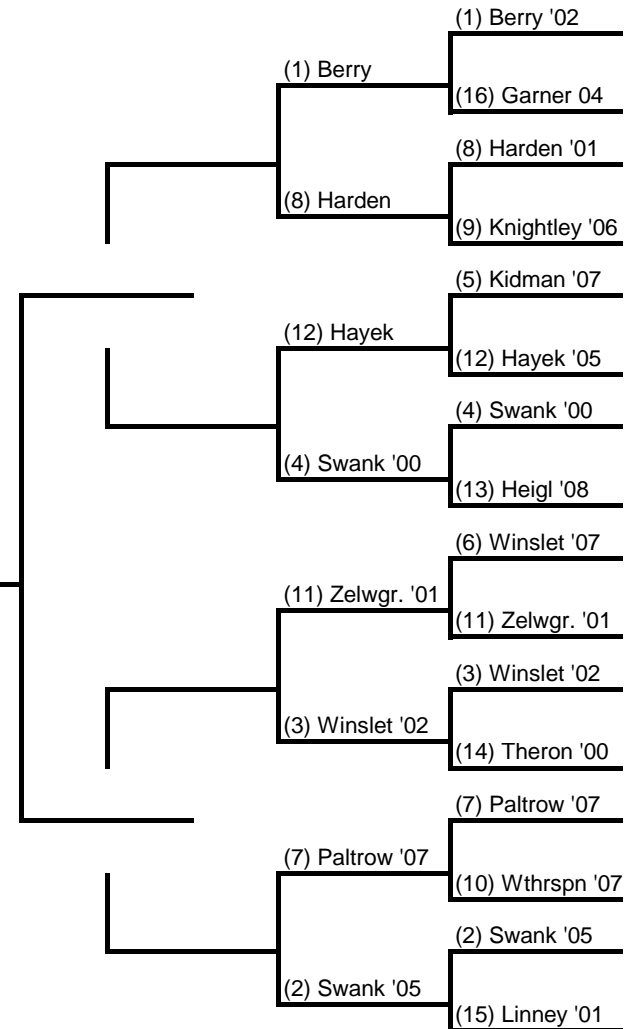 (1) Berry '02
(1) Berry
(16) Garner 04
(8) Harden '01
(8) Harden
(9) Knightley '06
(5) Kidman '07
(12) Hayek
(12) Hayek '05
(4) Swank '00
(4) Swank '00
(13) Heigl '08
(6) Winslet '07
(11) Zelwgr. '01
(11) Zelwgr. '01
(3) Winslet '02
(3) Winslet '02
(14) Theron '00
(7) Paltrow '07
(7) Paltrow '07
(10) Wthrspn '07
(2) Swank '05
(2) Swank '05
(15) Linney '01